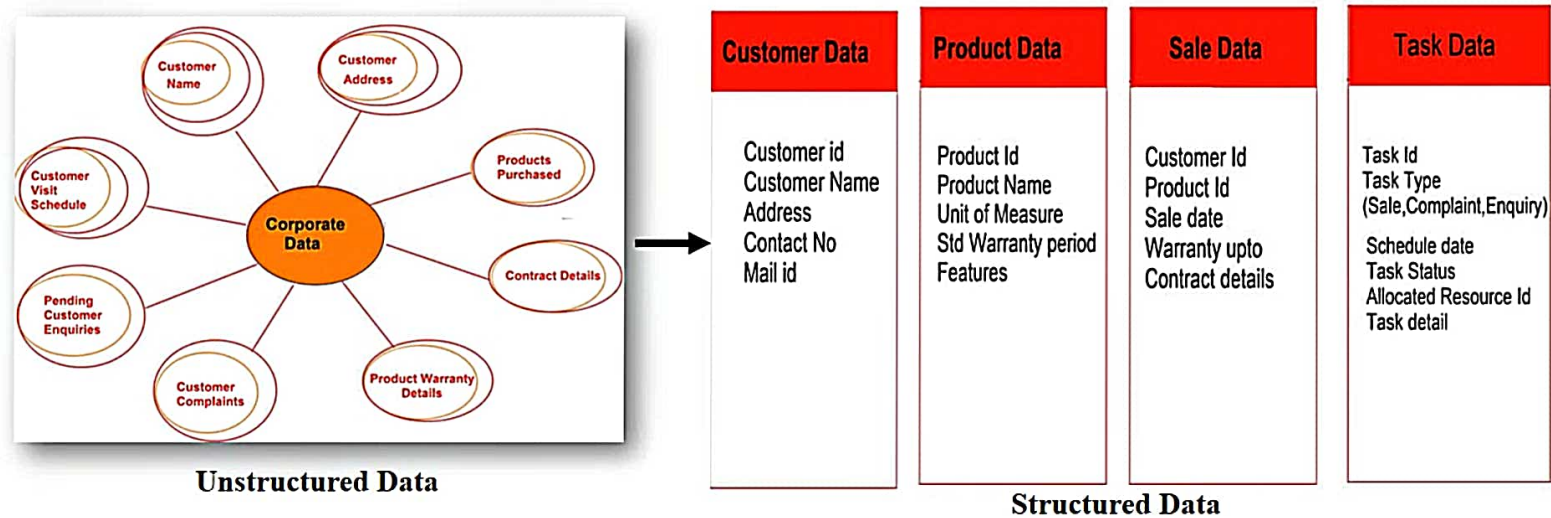 Customer
Name
Customer
Address
Products
Purchased
Customer
Visit
Schedule
Corporate
Data
Contract Details
Pending
Customer
Enquiries
Customer
Complaints
Product Warranty
Details
Unstructured Data
Customer Data
Customer id
Customer Name
Address
Contact No
Mail id
Product Data
Product Id
Product Name
Unit of Measure
Std Warranty period
Features
Sale Data
Customer Id
Product Id
Sale date
Warranty upto
Contract details
Task Data
Task Id
Task Type
(Sale,Complaint,Enquiry)
Schedule date
Task Status
Allocated Resource Id
Task detail
Structured Data